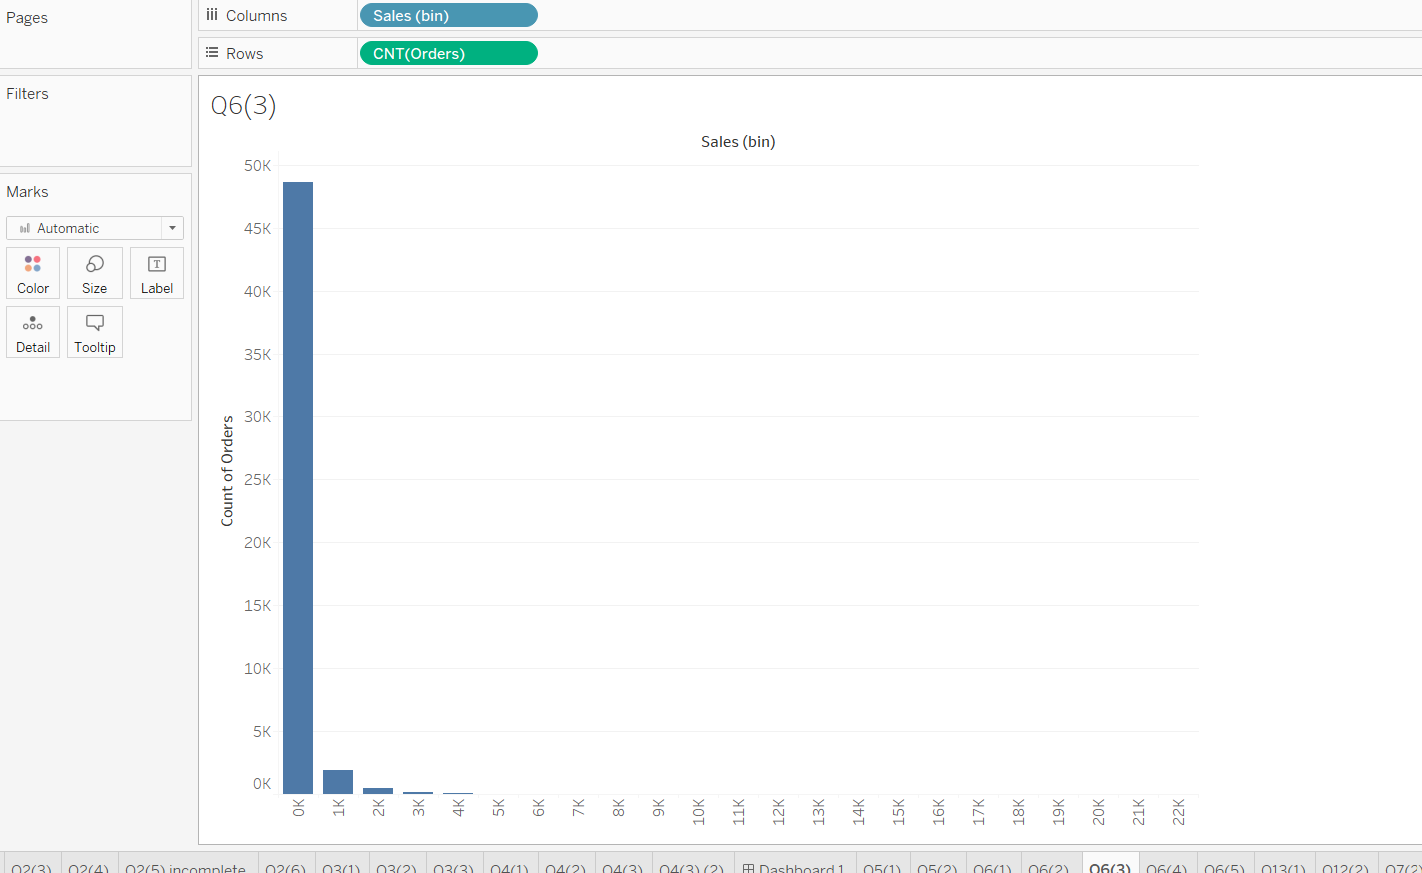 Pages
Columns
Sales (bin)
Rows
CNT(Orders)
Filters
Marks
Automatic
Color
Size
Label
Detail
Tooltip
Q6(3)
Sales (bin)
Count of Orders
50K
45K
40K
35K
30K
25K
20K
15K
10K
5K
0K
0K 1K 2K 3K 4K 5K 6K 7K 8K 9K 10K 11K 12K 13K 14K 15K 16K 17K 18K 19K 20K 21K 22K
Q2(3) Q2(4) Q2(5) incomplete Q2(6) Q3(1) Q3(2) Q3(3) Q4(1) Q4(2) Q4(3) Q4(3) (2) Dashboard 1 Q5(1) Q5(2) Q6(1) Q6(2) Q6(3) Q6(4) Q6(5) Q13(1) Q12(2)